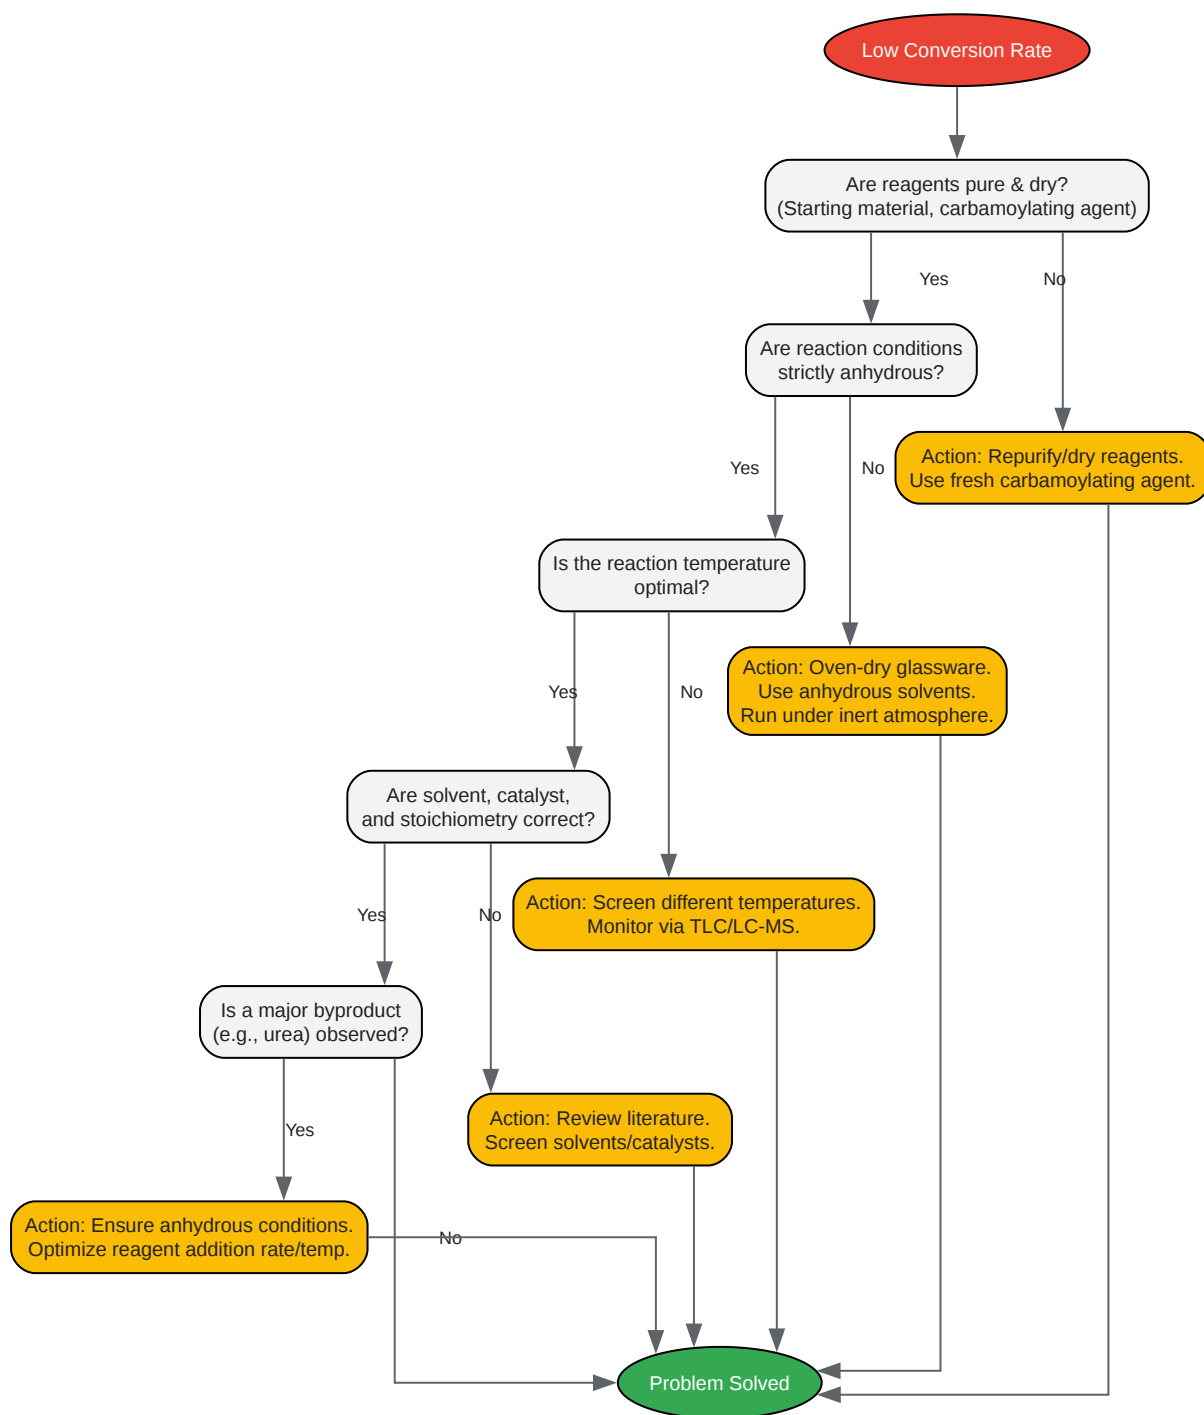 Low Conversion Rate
Are reagents pure & dry?
(Starting material, carbamoylating agent)
Yes
No
Are reaction conditions
strictly anhydrous?
Action: Repurify/dry reagents.
Use fresh carbamoylating agent.
Yes
No
Is the reaction temperature
optimal?
Action: Oven-dry glassware.
Use anhydrous solvents.
Run under inert atmosphere.
Yes
No
Are solvent, catalyst,
and stoichiometry correct?
Action: Screen different temperatures.
Monitor via TLC/LC-MS.
Yes
No
Is a major byproduct
(e.g., urea) observed?
Action: Review literature.
Screen solvents/catalysts.
Yes
Action: Ensure anhydrous conditions.
Optimize reagent addition rate/temp.
No
Problem Solved